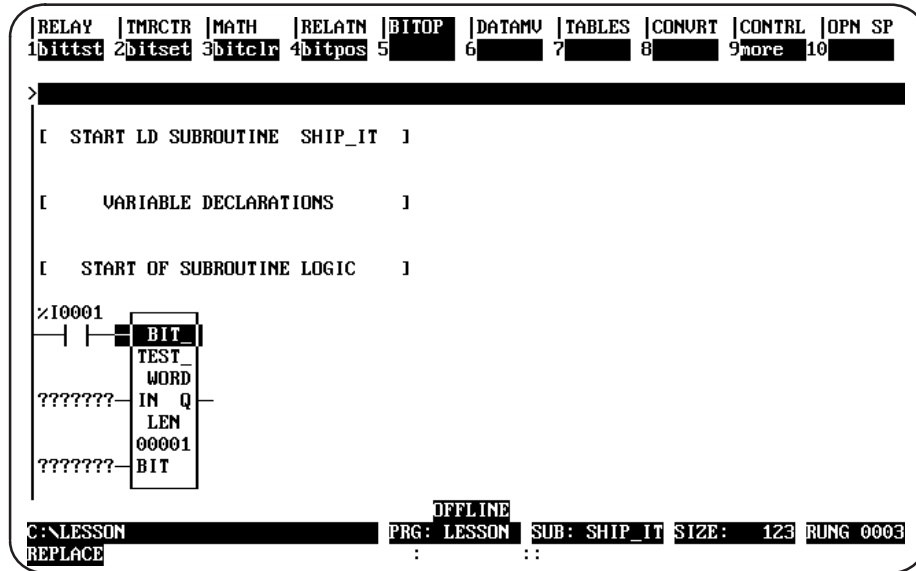 |RELAY |TMRCTR |MATH |RELATN |BITOP |DATAMV |TABLES |CONVRT |CONTRL |OPN SP
1bittst 2bitset 3bitclr 4bitpos 5 6 7 8 9more 10
>
[ START LD SUBROUTINE SHIP_IT ]
[ VARIABLE DECLARATIONS ]
[ START OF SUBROUTINE LOGIC ]
%I0001
BIT_
TEST_
WORD
??????? IN Q
LEN
00001
??????? BIT
OFFLINE
C:\LESSON PRG: LESSON SUB: SHIP_IT SIZE: 123 RUNG 0003
REPLACE : ::